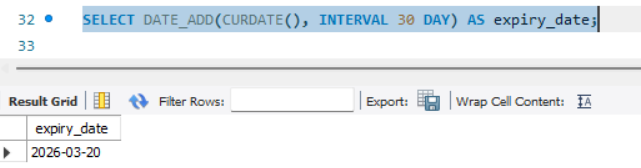 32 SELECT DATE_ADD(CURDATE(), INTERVAL 30 DAY) AS expiry_date;
33
Result Grid Filter Rows: Export: Wrap Cell Content: IA
expiry_date
2026-03-20